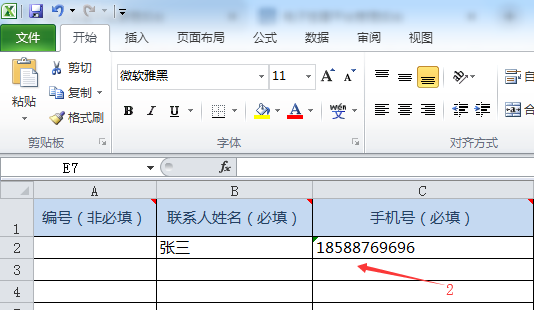 文件 开始 插入 页面布局 公式 数据 审阅 视图
剪切
微软雅黑 11 A A 自
复制
粘贴 格式刷 B I U A wén 文 合
剪贴板 字体 对齐方式
E7 fx
A B C
1 编号（非必填） 联系人姓名（必填） 手机号（必填）
2 张三 18588769696
3
2
4